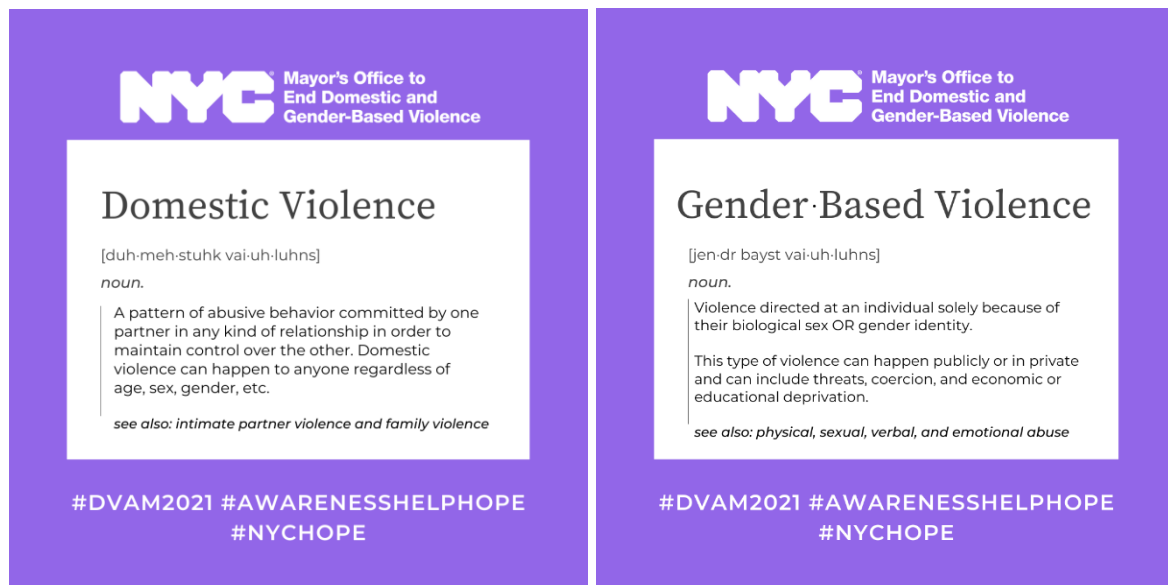 NYC Mayor's Office to
End Domestic and
Gender-Based Violence
Domestic Violence
[duh·meh·stuhk vai·uh·luhns]
noun.
A pattern of abusive behavior committed by one
partner in any kind of relationship in order to
maintain control over the other. Domestic
violence can happen to anyone regardless of
age, sex, gender, etc.
see also: intimate partner violence and family violence
#DVAM2021 #AWARENESSHELPHOPE
#NYCHOPE
NYC Mayor's Office to
End Domestic and
Gender-Based Violence
Gender·Based Violence
[jen·dr bayst vai·uh·luhns]
noun.
Violence directed at an individual solely because of
their biological sex OR gender identity.
This type of violence can happen publicly or in private
and can include threats, coercion, and economic or
educational deprivation.
see also: physical, sexual, verbal, and emotional abuse
#DVAM2021 #AWARENESSHELPHOPE
#NYCHOPE